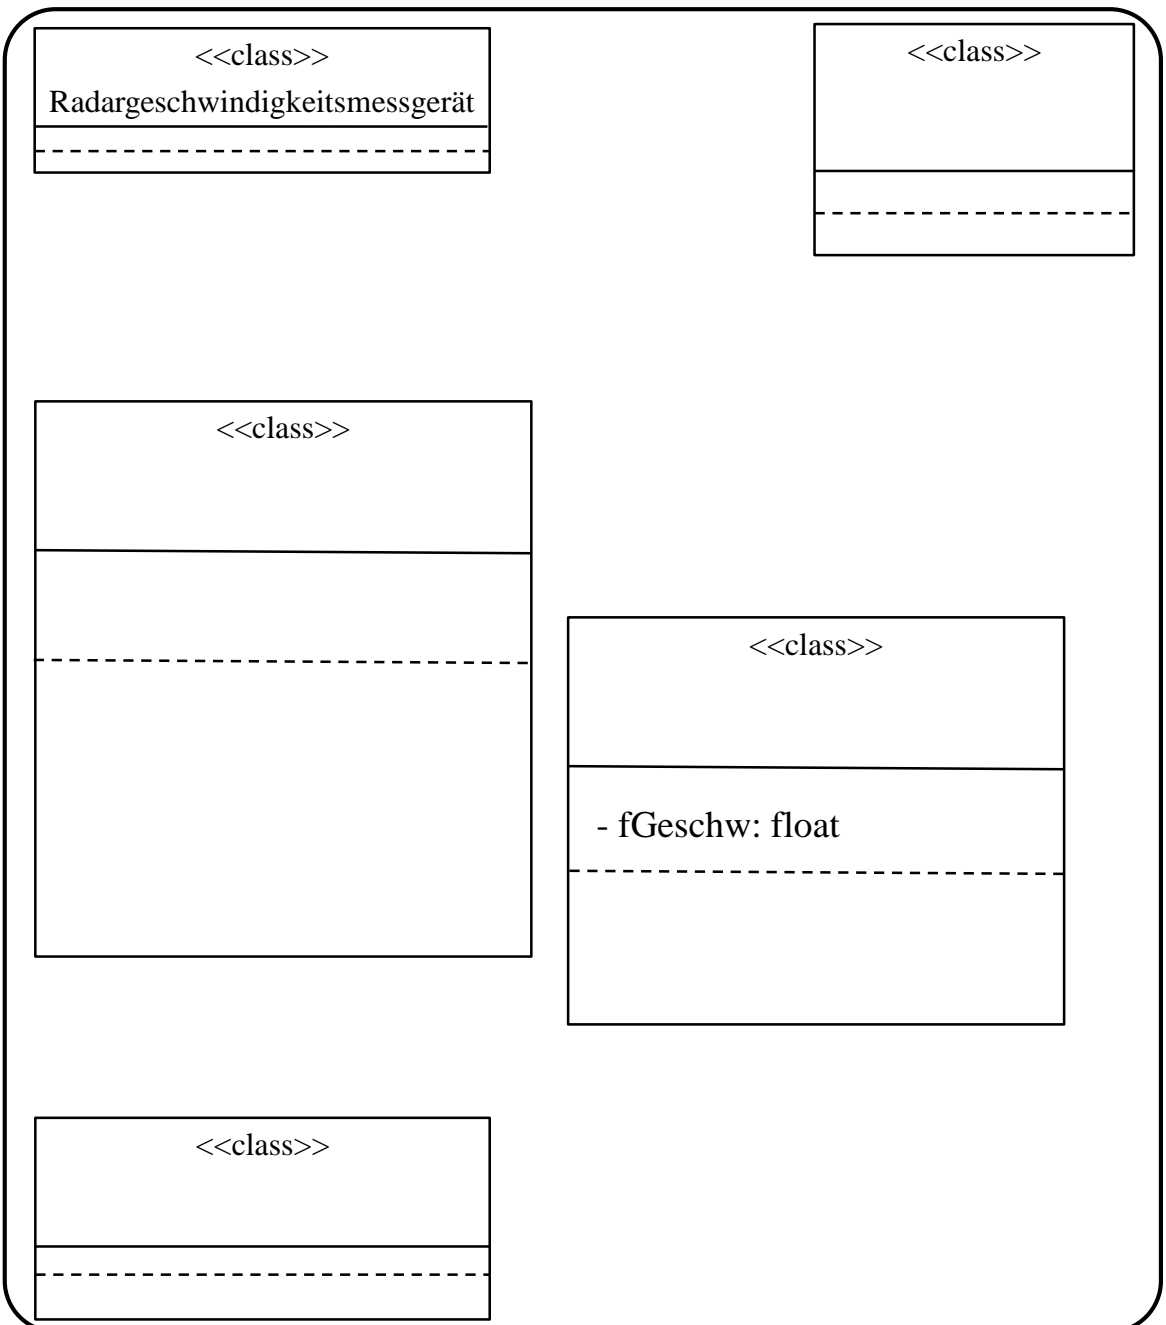 <<class>>
Radargeschwindigkeitsmessgerät
<<class>>
<<class>>
<<class>>
- fGeschw: float
<<class>>